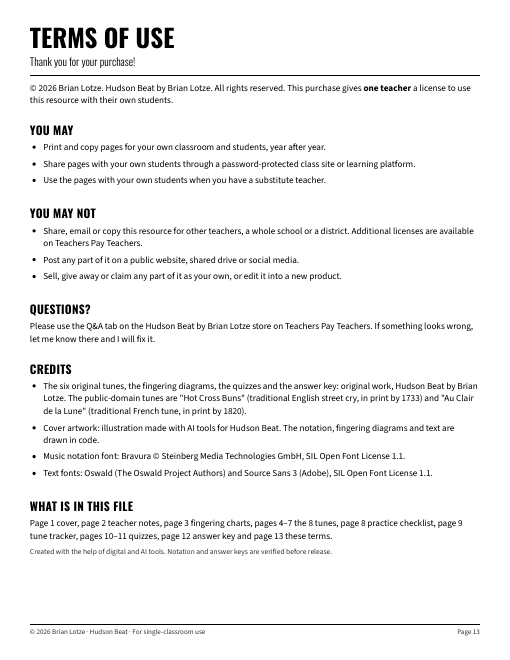 TERMS OF USE
Thank you for your purchase!
© 2026 Brian Lotze. Hudson Beat by Brian Lotze. All rights reserved. This purchase gives one teacher a license to use
this resource with their own students.
YOU MAY
• Print and copy pages for your own classroom and students, year after year.
• Share pages with your own students through a password-protected class site or learning platform.
• Use the pages with your own students when you have a substitute teacher.
YOU MAY NOT
• Share, email or copy this resource for other teachers, a whole school or a district. Additional licenses are available
on Teachers Pay Teachers.
• Post any part of it on a public website, shared drive or social media.
• Sell, give away or claim any part of it as your own, or edit it into a new product.
QUESTIONS?
Please use the Q&A tab on the Hudson Beat by Brian Lotze store on Teachers Pay Teachers. If something looks wrong,
let me know there and I will fix it.
CREDITS
• The six original tunes, the fingering diagrams, the quizzes and the answer key: original work, Hudson Beat by Brian
Lotze. The public-domain tunes are "Hot Cross Buns" (traditional English street cry, in print by 1733) and "Au Clair
de la Lune" (traditional French tune, in print by 1820).
• Cover artwork: illustration made with AI tools for Hudson Beat. The notation, fingering diagrams and text are
drawn in code.
• Music notation font: Bravura © Steinberg Media Technologies GmbH, SIL Open Font License 1.1.
• Text fonts: Oswald (The Oswald Project Authors) and Source Sans 3 (Adobe), SIL Open Font License 1.1.
WHAT IS IN THIS FILE
Page 1 cover, page 2 teacher notes, page 3 fingering charts, pages 4–7 the 8 tunes, page 8 practice checklist, page 9
tune tracker, pages 10–11 quizzes, page 12 answer key and page 13 these terms.
Created with the help of digital and AI tools. Notation and answer keys are verified before release.
© 2026 Brian Lotze · Hudson Beat · For single-classroom use
Page 13